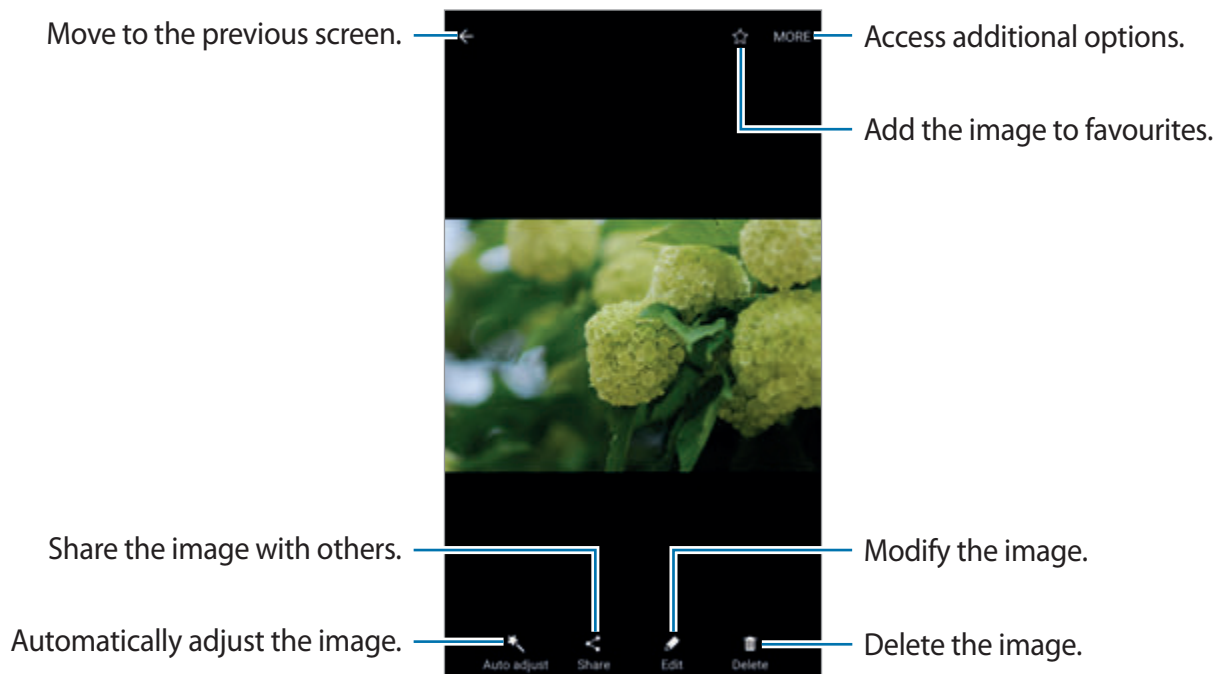 Move to the previous screen.
MORE
Access additional options.
Add the image to favourites.
Share the image with others.
Modify the image.
Automatically adjust the image.
Delete the image.
Auto adjust
Share
Edit
Delete